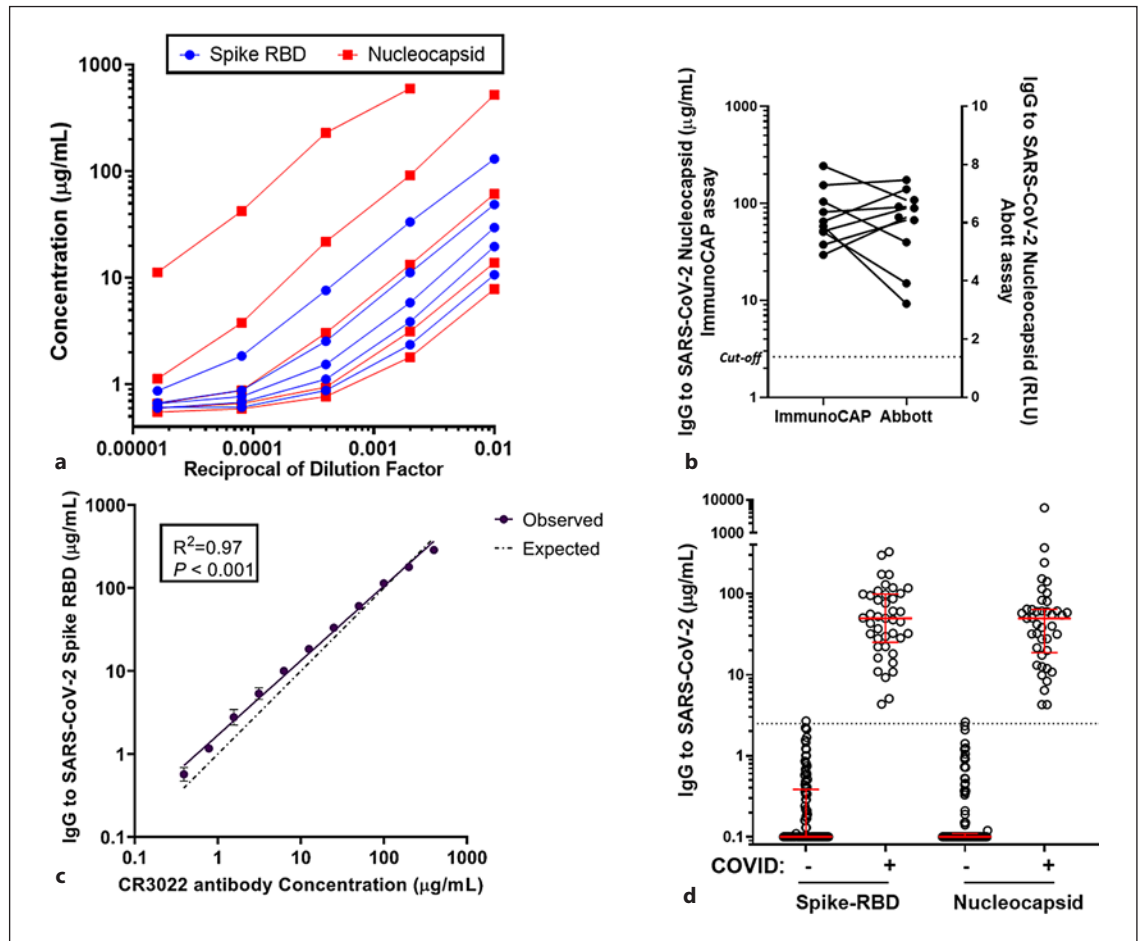 Spike RBD
Nucleocapsid
Concentration (µg/mL)
1000
100
10
1
0.00001
0.0001
0.001
0.01
Reciprocal of Dilution Factor
a
IgG to SARS-CoV-2 Nucleocapsid (µg/mL)
ImmunoCAP assay
1000
100
10
Cut-off
1
10
8
6
4
2
0
IgG to SARS-CoV-2 Nucleocapsid (RLU)
Abbott assay
ImmunoCAP
Abbott
b
IgG to SARS-CoV-2 Spike RBD (µg/mL)
1000
100
10
1
0.1
R²=0.97
P < 0.001
Observed
Expected
0.1
1
10
100
1000
CR3022 antibody Concentration (µg/mL)
c
IgG to SARS-CoV-2 (µg/mL)
10000
1000
100
10
1
0.1
COVID:
-
+
-
+
Spike-RBD
Nucleocapsid
d